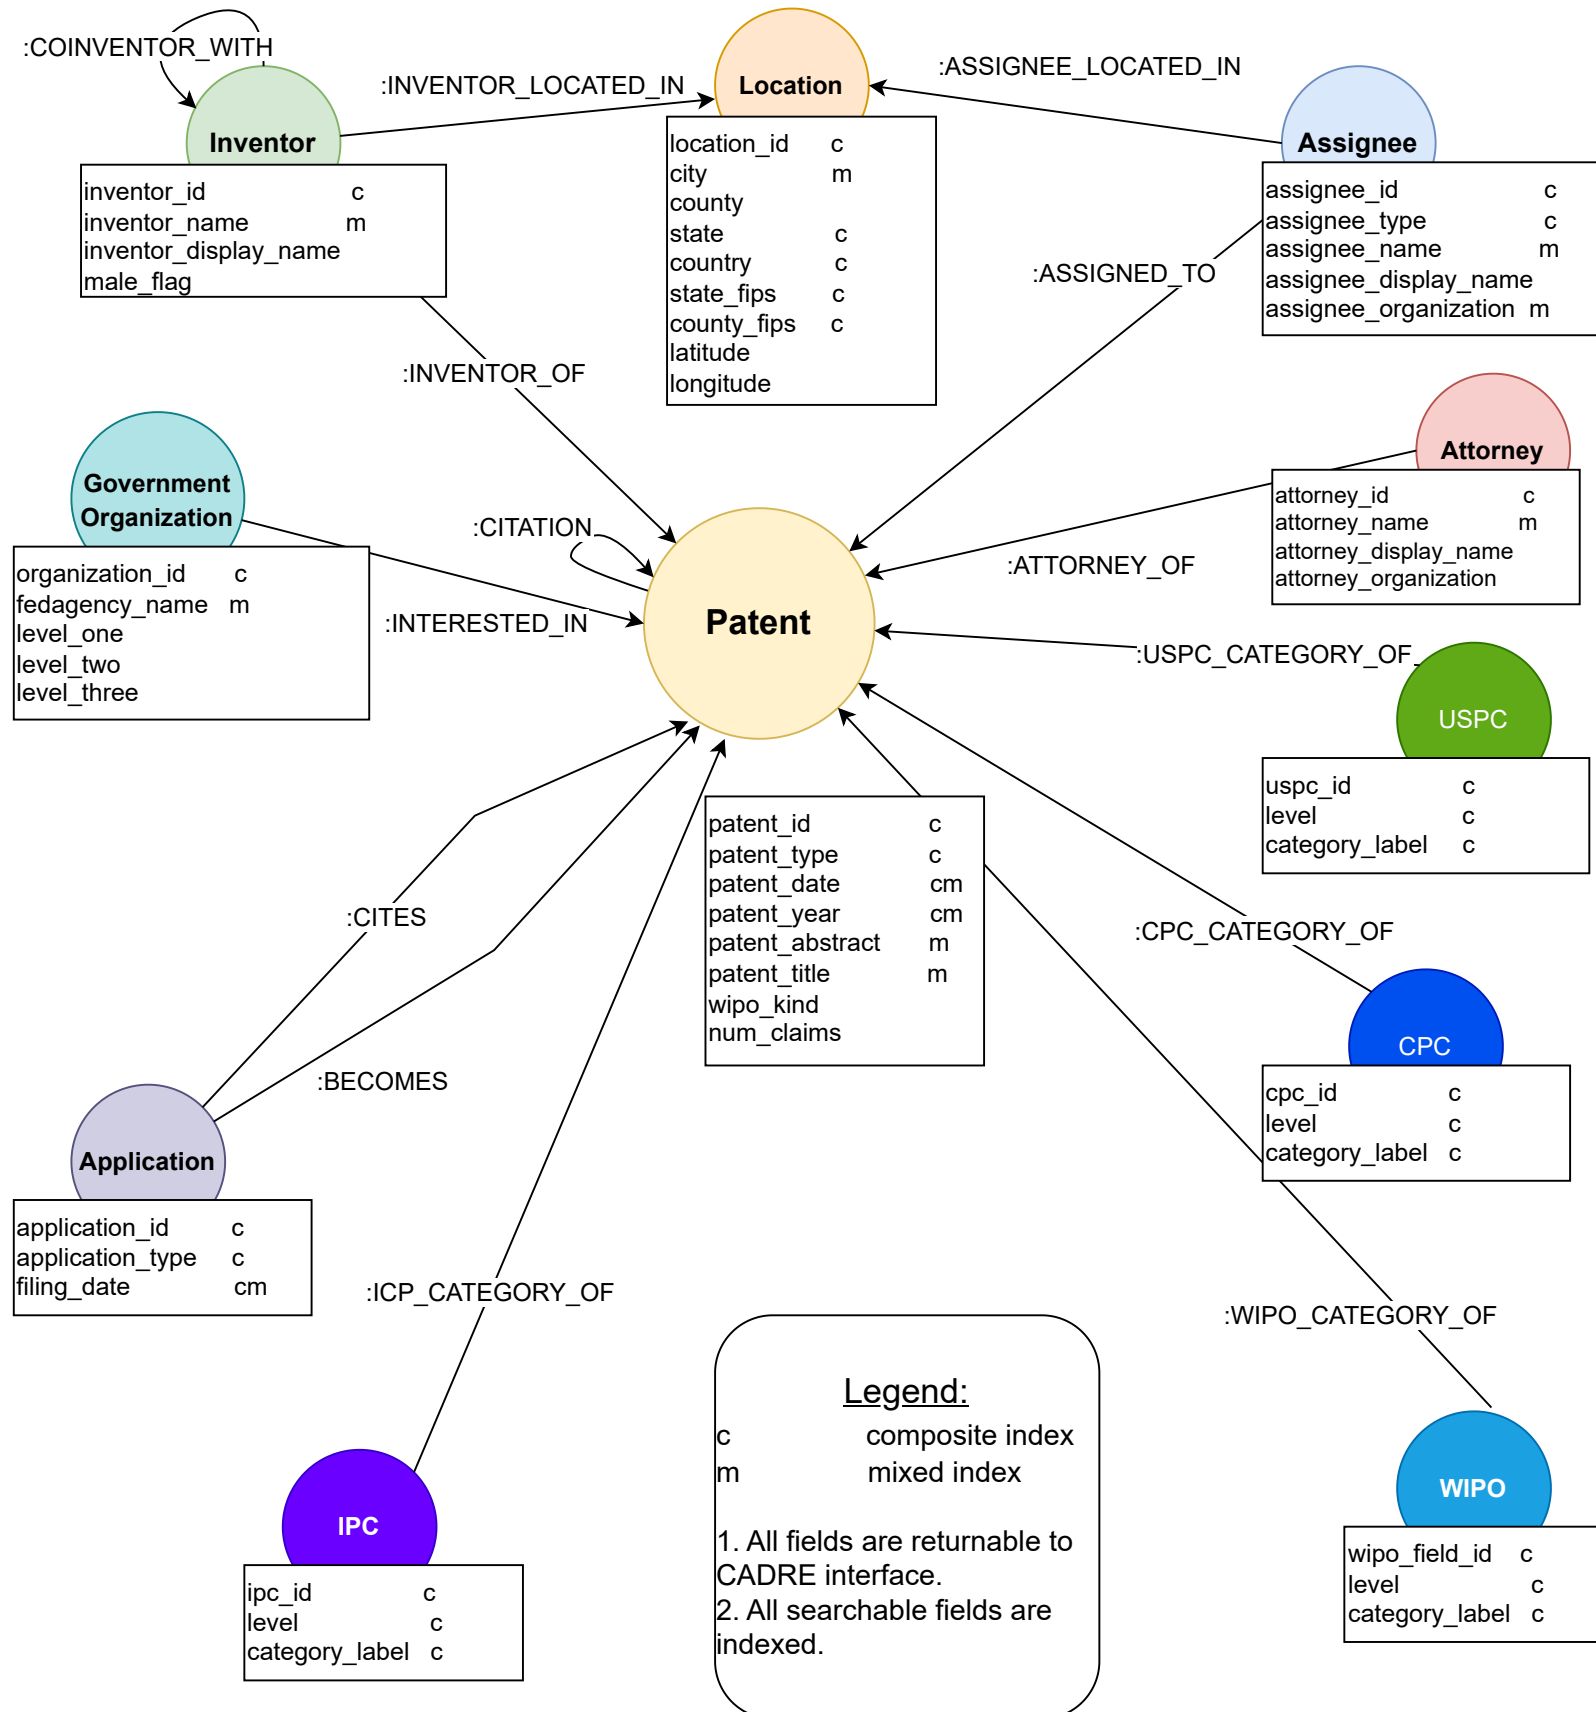 :COINVENTOR_WITH
Inventor
inventor_id c
inventor_name m
inventor_display_name
male_flag
:INVENTOR_LOCATED_IN
Location
location_id c
city m
county
state c
country c
state_fips c
county_fips c
latitude
longitude
:ASSIGNEE_LOCATED_IN
Assignee
assignee_id c
assignee_type c
assignee_name m
assignee_display_name
assignee_organization m
:ASSIGNED_TO
:INVENTOR_OF
Government
Organization
organization_id c
fedagency_name m
level_one
level_two
level_three
:INTERESTED_IN
:CITATION
Patent
patent_id c
patent_type c
patent_date cm
patent_year cm
patent_abstract m
patent_title m
wipo_kind
num_claims
Attorney
attorney_id c
attorney_name m
attorney_display_name
attorney_organization
:ATTORNEY_OF
:USPC_CATEGORY_OF
USPC
uspc_id c
level c
category_label c
:CPC_CATEGORY_OF
CPC
cpc_id c
level c
category_label c
:CITES
:BECOMES
Application
application_id c
application_type c
filing_date cm
:ICP_CATEGORY_OF
IPC
ipc_id c
level c
category_label c
:WIPO_CATEGORY_OF
WIPO
wipo_field_id c
level c
category_label c
Legend:
c composite index
m mixed index
1. All fields are returnable to
CADRE interface.
2. All searchable fields are
indexed.